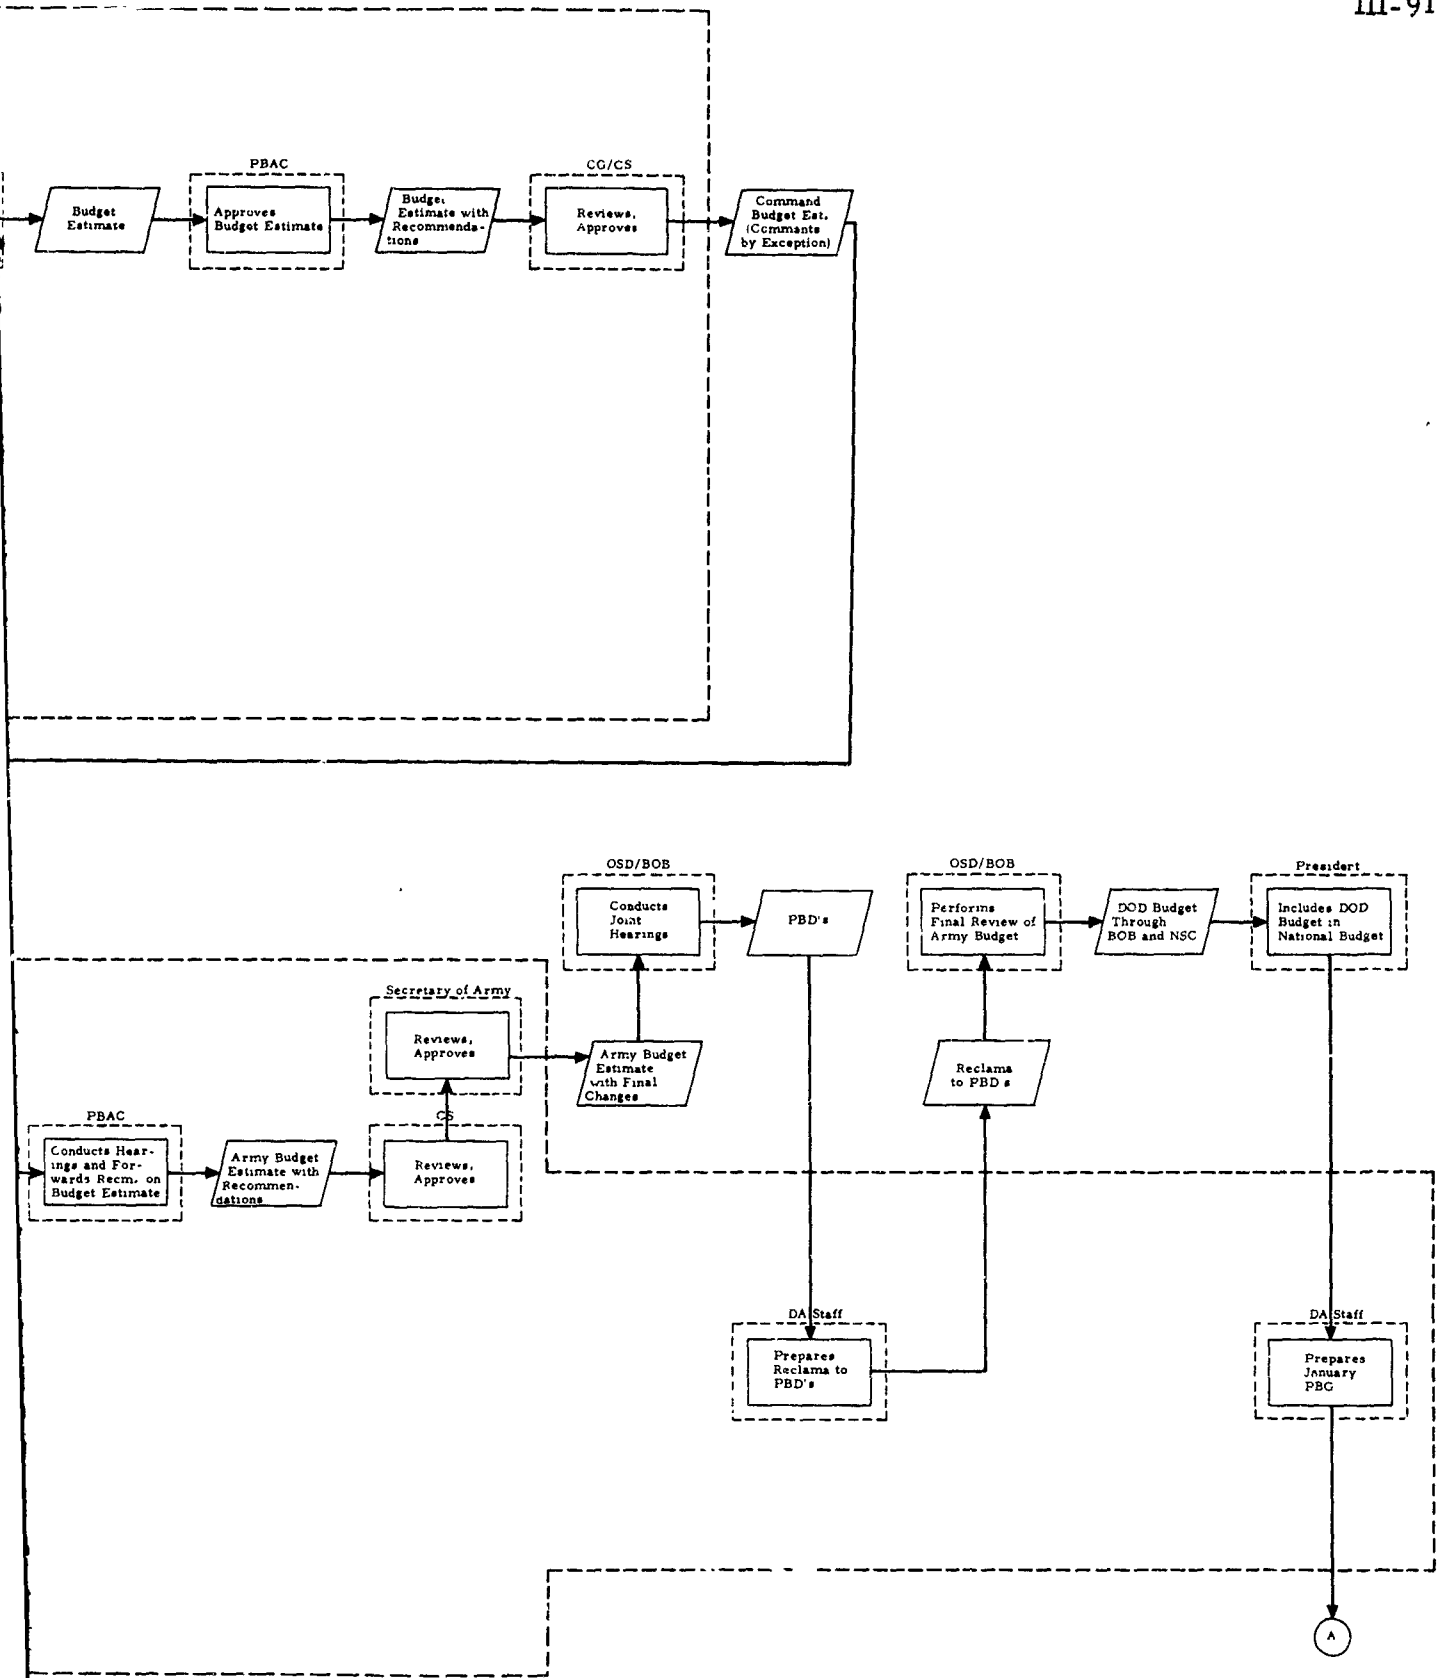 III-91
PBAC
CG/CS
Budget
Estimate
Approves
Budget Estimate
Budget
Estimate with
Recommenda-
tions
Reviews,
Approves
Command
Budget Est.
(Comments
by Exception)
OSD/BOB
Conducts
Joint
Hearings
PBD's
OSD/BOB
Performs
Final Review of
Army Budget
DOD Budget
Through
BOB and NSC
President
Includes DOD
Budget in
National Budget
Secretary of Army
Reviews,
Approves
Army Budget
Estimate
with Final
Changes
Reclama
to PBD s
PBAC
Conducts Hear-
ings and For-
wards Recm. on
Budget Estimate
Army Budget
Estimate with
Recommen-
dations
CS
Reviews,
Approves
DA Staff
Prepares
Reclama to
PBD's
DA Staff
Prepares
January
PBG
A